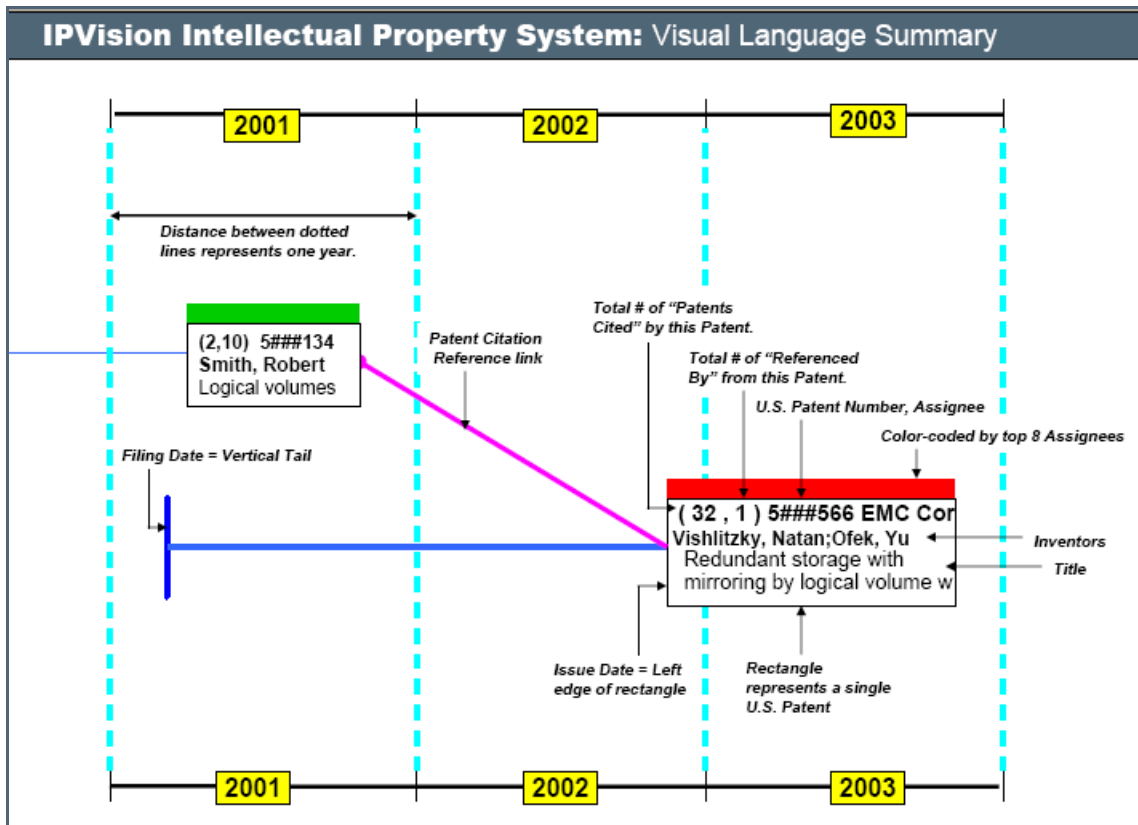 IPVision Intellectual Property System: Visual Language Summary
2001
2002
2003
Distance between dotted
lines represents one year.
(2,10) 5###134
Smith, Robert
Logical volumes
Patent Citation
Reference link
Total # of “Patents
Cited” by this Patent.
Total # of “Referenced
By” from this Patent.
U.S. Patent Number, Assignee
Color-coded by top 8 Assignees
Filing Date = Vertical Tail
( 32 , 1 ) 5###566 EMC Cor
Vishlitzky, Natan;Ofek, Yu
Redundant storage with
mirroring by logical volume w
Inventors
Title
Issue Date = Left
edge of rectangle
Rectangle
represents a single
U.S. Patent
2001
2002
2003